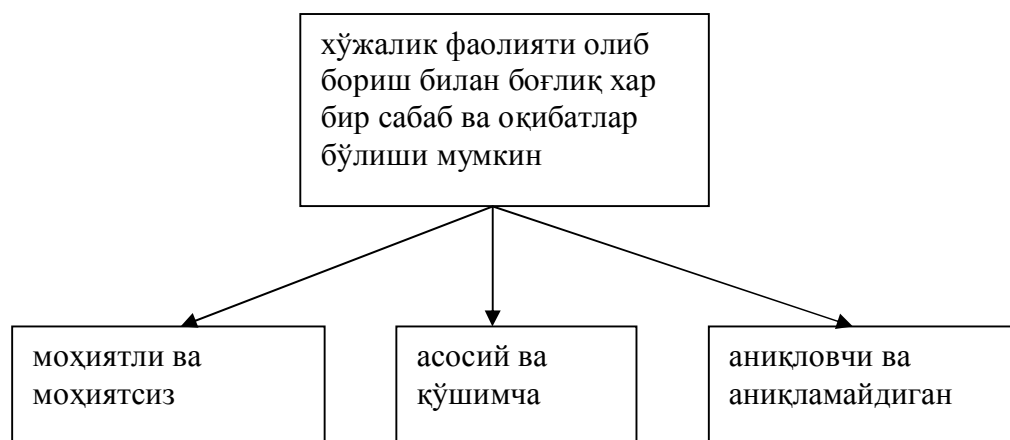 хўжалик фаолияти олиб
бориш билан боғлиқ хар
бир сабаб ва оқибатлар
бўлиши мумкин
моҳиятли ва
моҳиятсиз
асосий ва
қўшимча
аниқловчи ва
аниқламайдиган